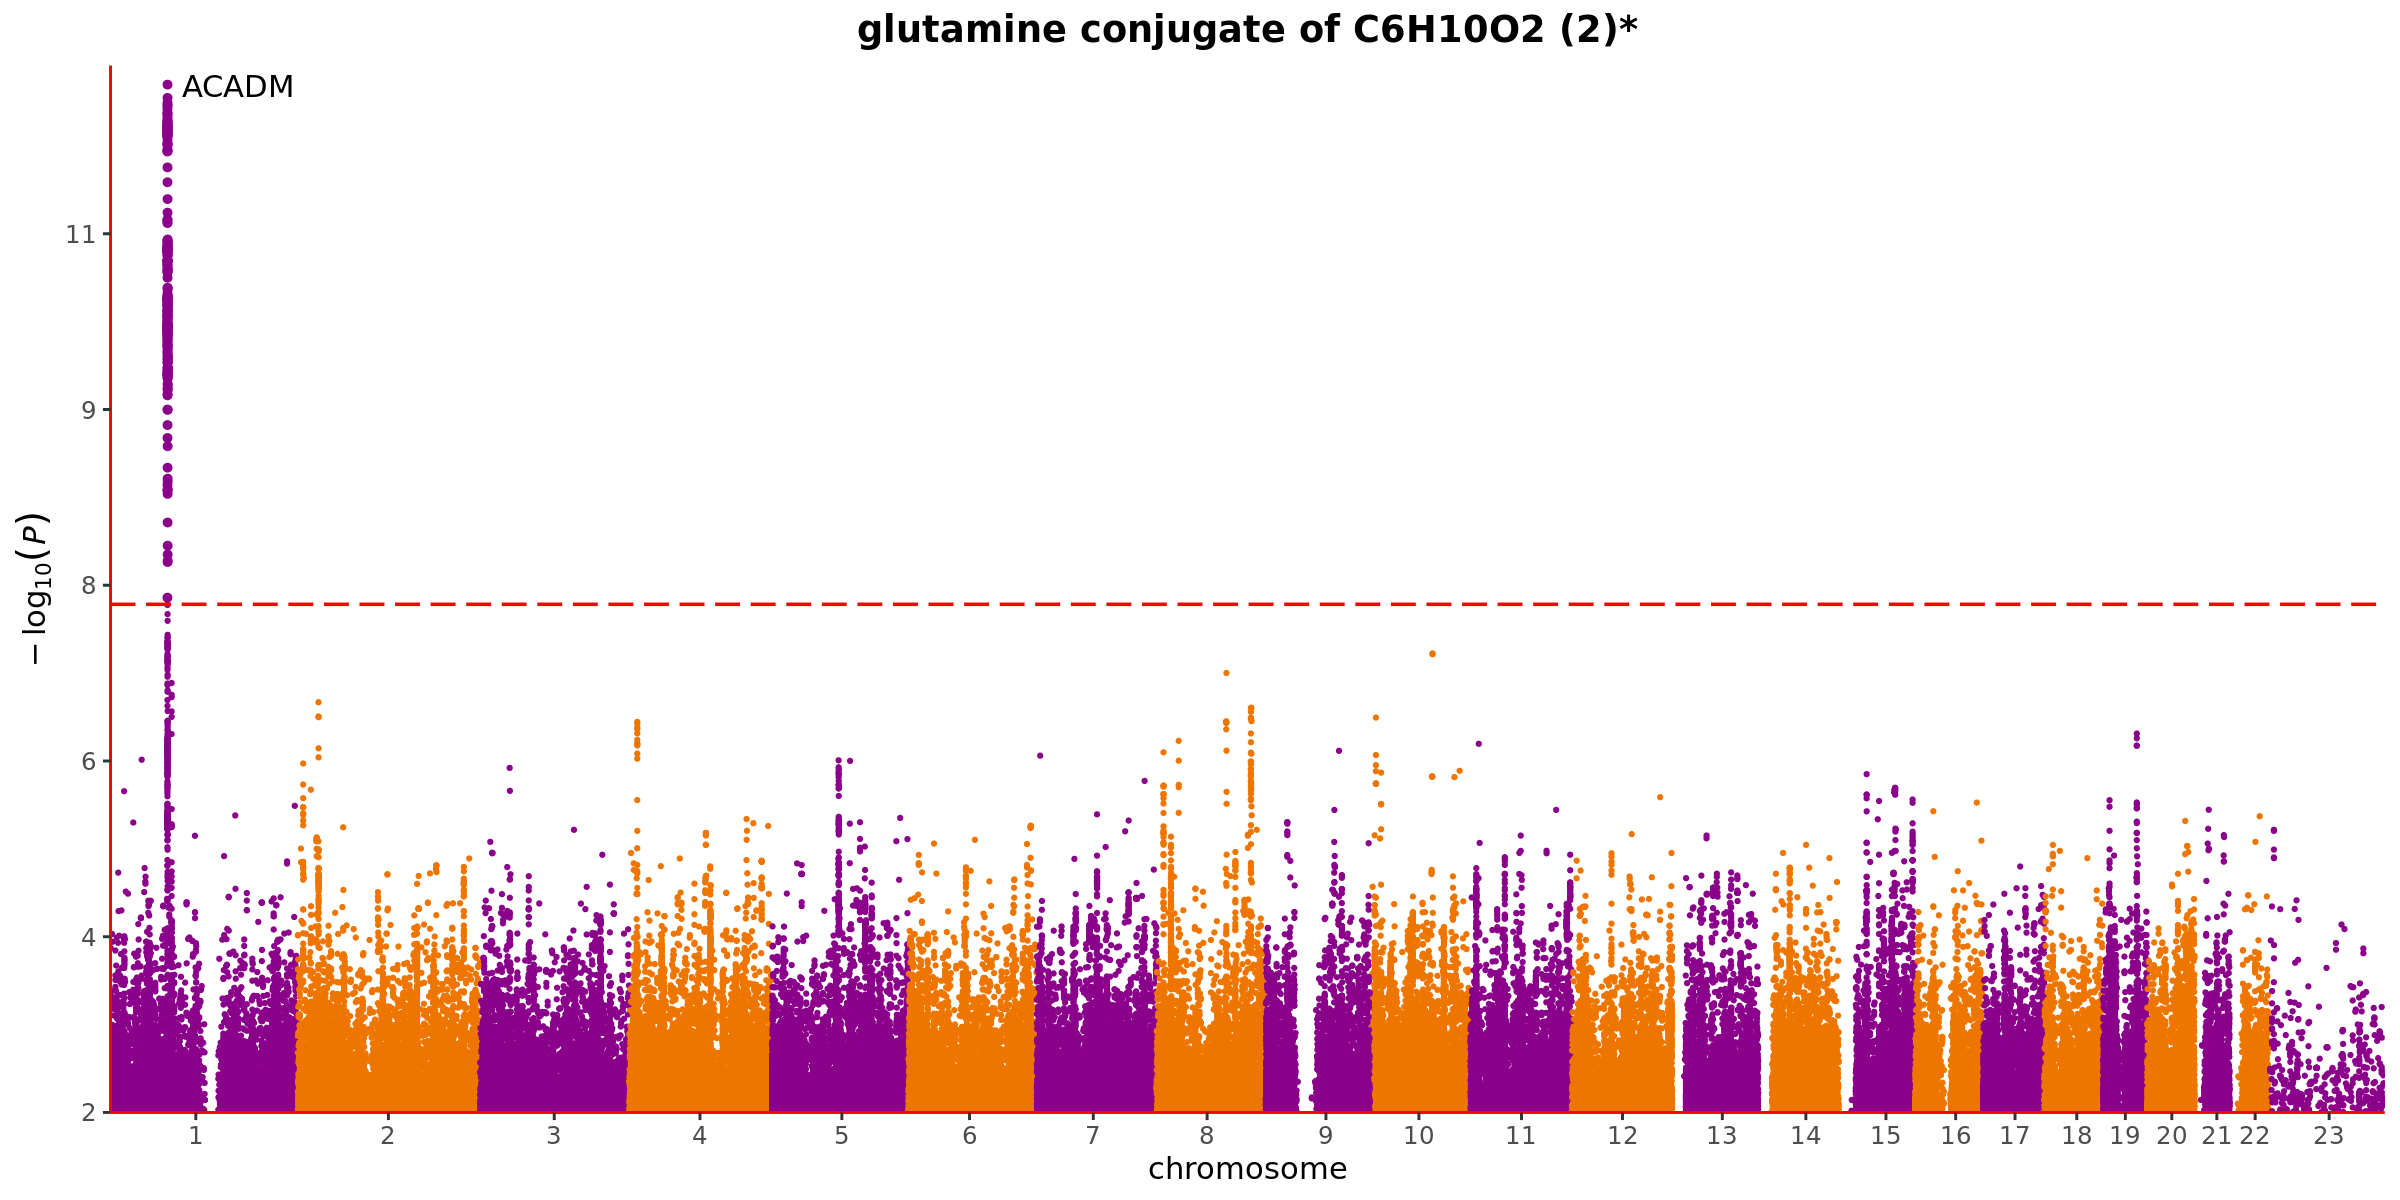 glutamine conjugate of C6H10O2 (2)*
ACADM
11
9
8
6
4
2
− log10(P)
1 2 3 4 5 6 7 8 9 10 11 12 13 14 15 16 17 18 19 20 21 22 23
chromosome